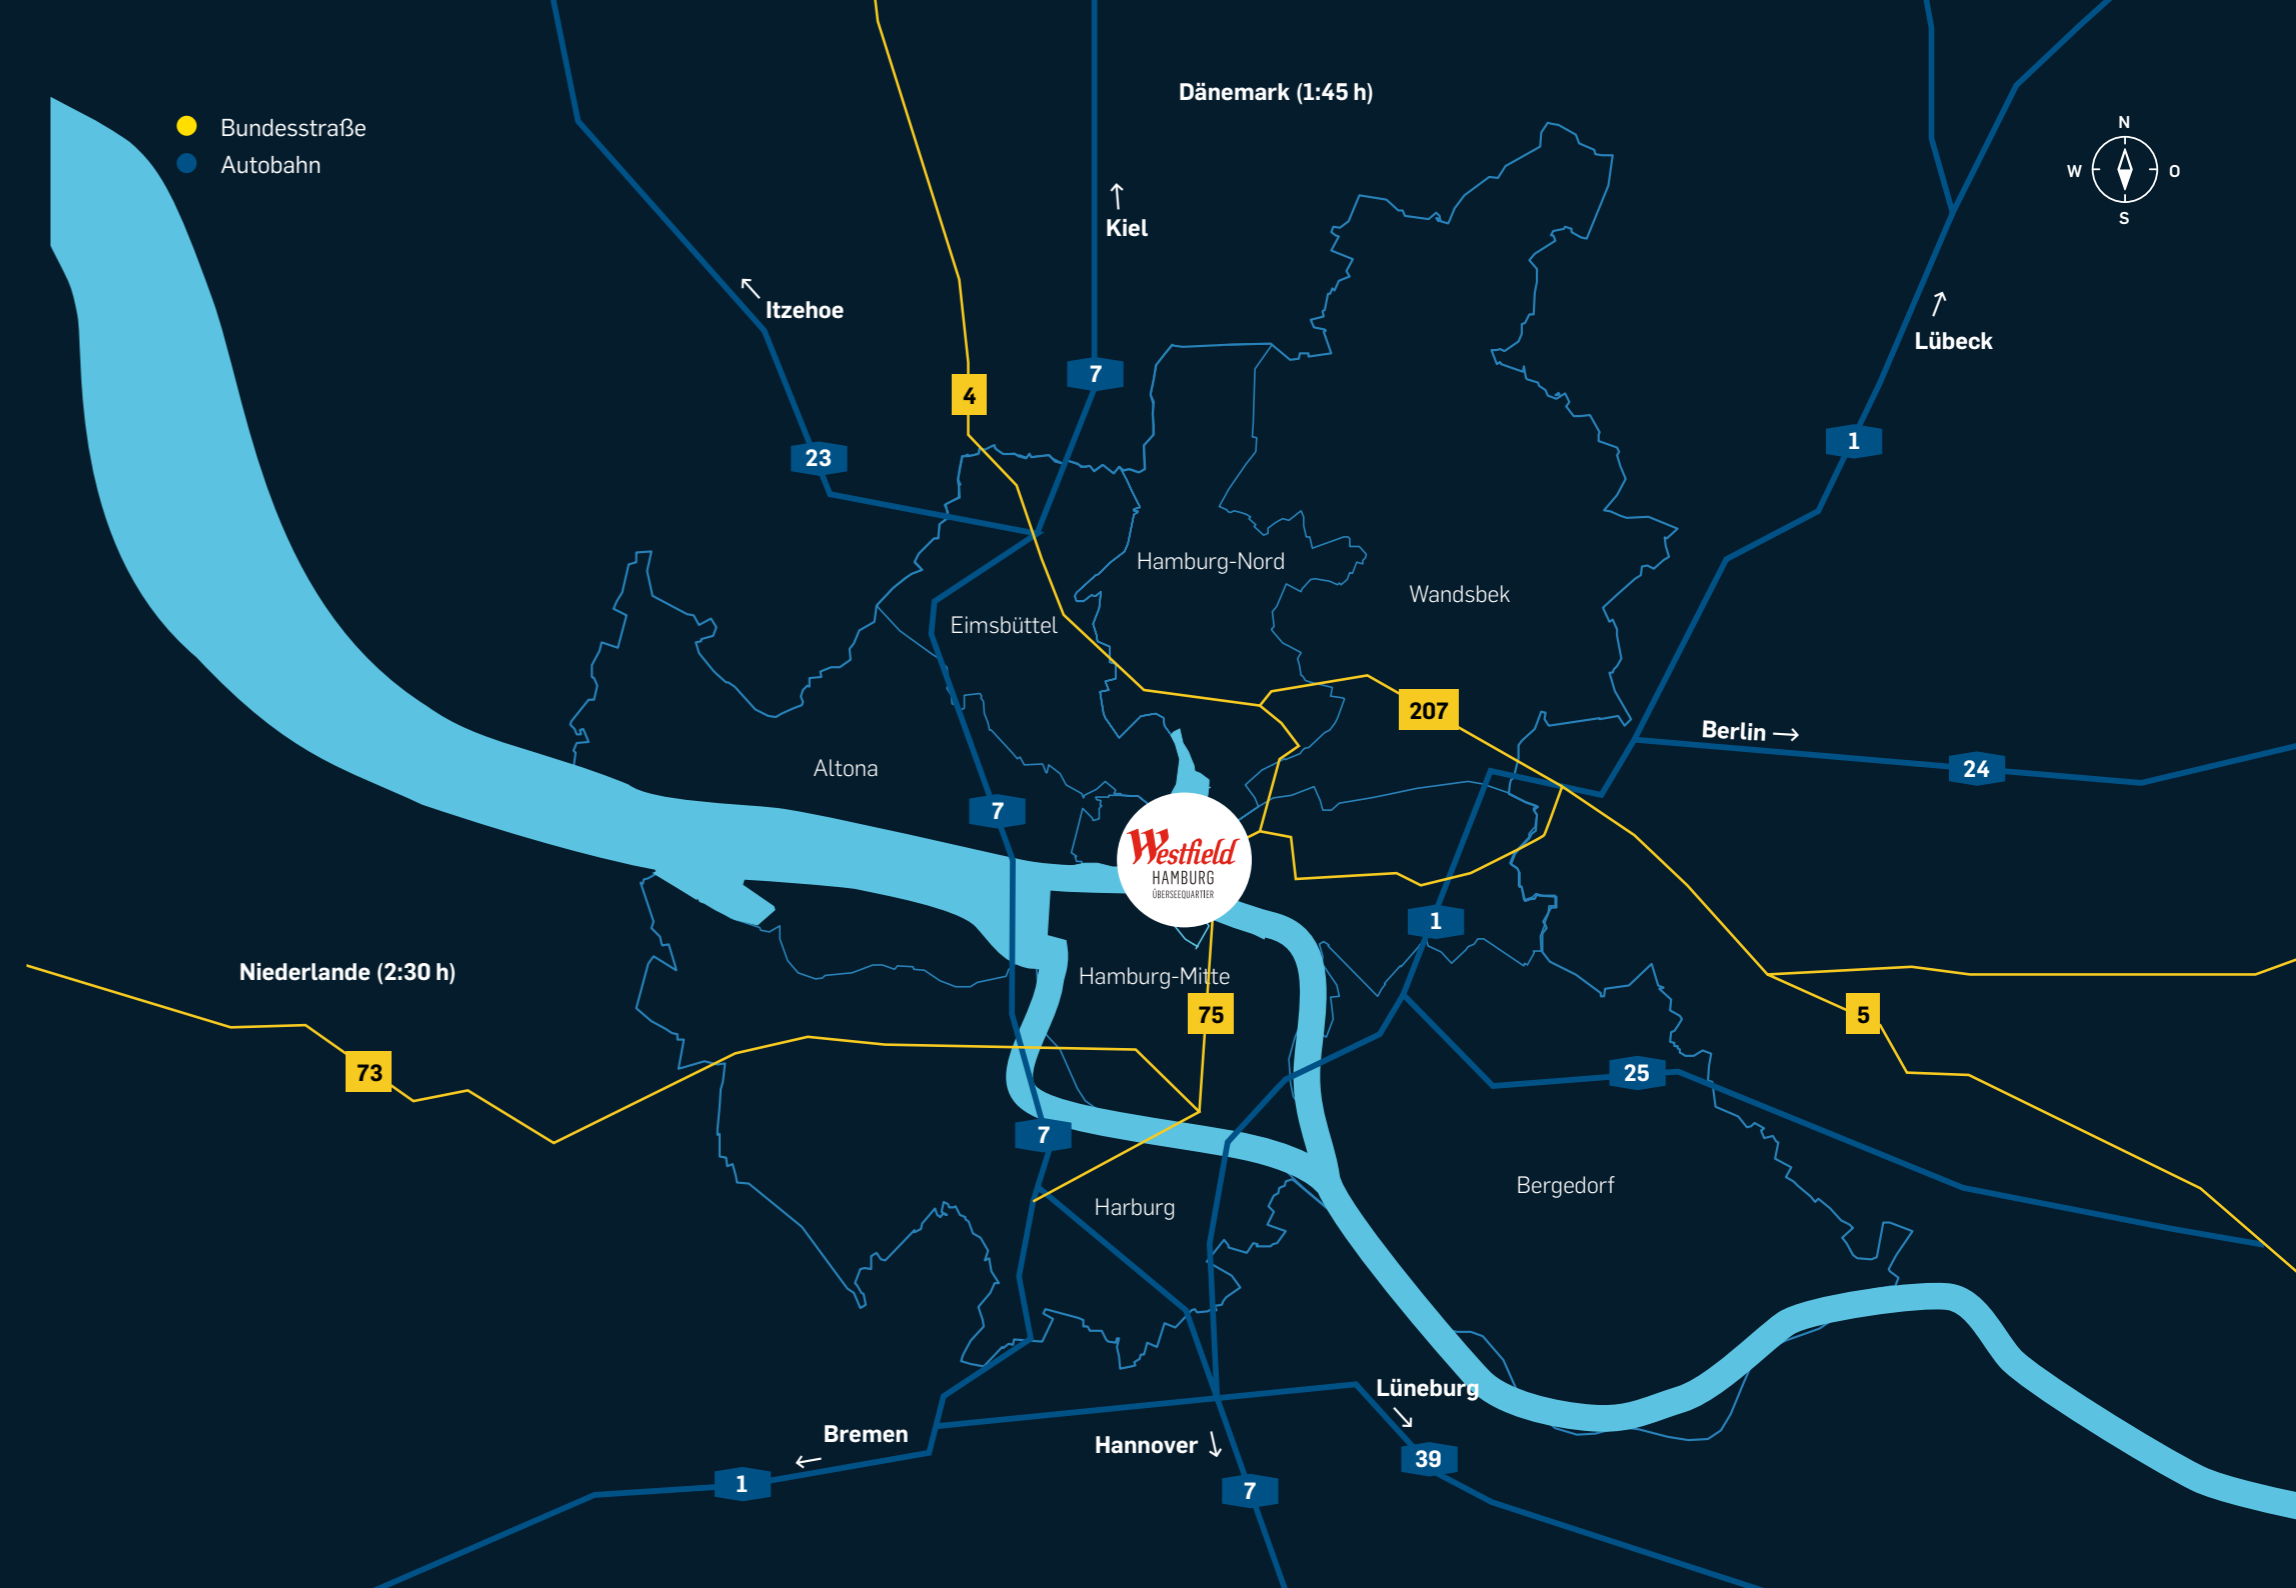 Dänemark (1:45 h)
Bundesstraße
Autobahn
N
W
O
S
Kiel
Itzehoe
Lübeck
7
4
23
1
Hamburg-Nord
Wandsbek
Eimsbüttel
207
Berlin
24
Altona
7
Westfield
HAMBURG
ÜBERSEEQUARTIER
1
Niederlande (2:30 h)
Hamburg-Mitte
75
5
73
25
7
Bergedorf
Harburg
Lüneburg
Bremen
Hannover
39
1
7